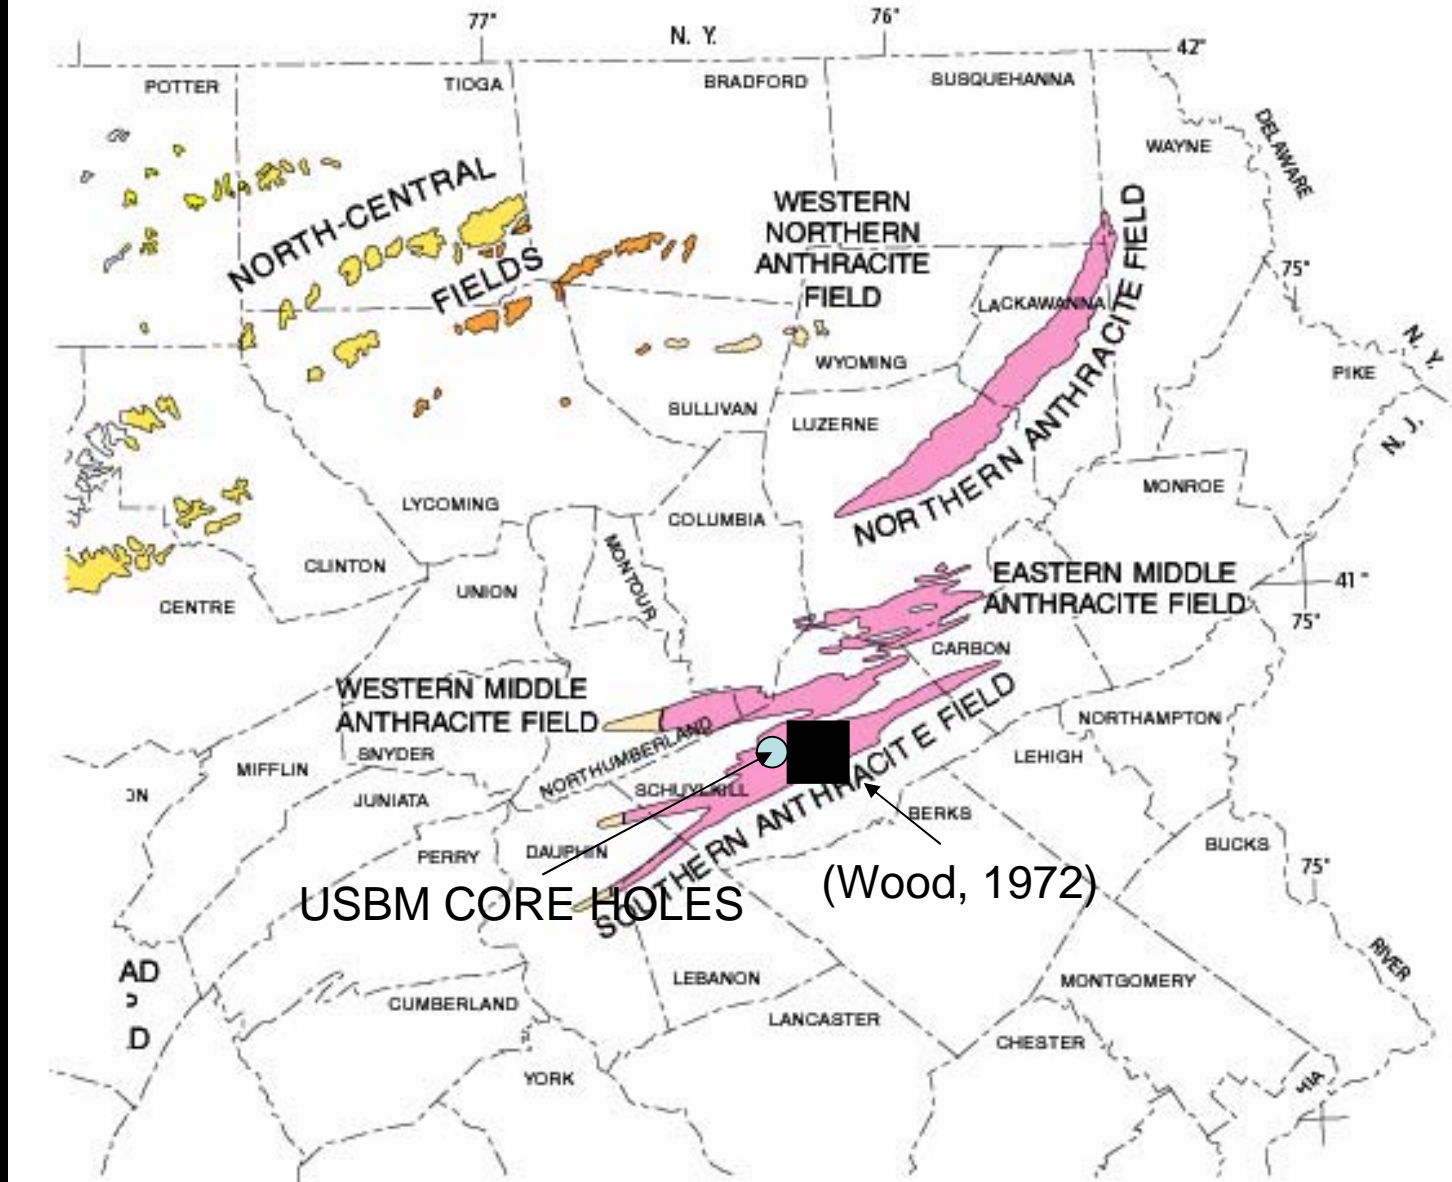 77°
76°
N. Y.
42°
POTTER
TIOGA
BRADFORD
SUSQUEHANNA
WAYNE
DELAWARE
NORTH-CENTRAL
FIELDS
WESTERN
NORTHERN
ANTHRACITE
FIELD
LACKAWANNA
NORTHERN ANTHRACITE FIELD
75°
N. Y.
PIKE
N. J.
WYOMING
SULLIVAN
LUZERNE
MONROE
LYCOMING
COLUMBIA
MONTOUR
CLINTON
UNION
CENTRE
EASTERN MIDDLE
ANTHRACITE FIELD
41°
75°
CARBON
WESTERN MIDDLE
ANTHRACITE FIELD
NORTHUMBERLAND
SNYDER
MIFFLIN
JUNIATA
ON
SCHUYLKILL
SOUTHERN ANTHRACITE FIELD
NORTHAMPTON
LEHIGH
BERKS
BUCKS
PERRY
DAUPHIN
75°
USBM CORE HOLES
(Wood, 1972)
RIVER
AD
D
LEBANON
MONTGOMERY
CUMBERLAND
LANCASTER
CHESTER
YORK
HIA